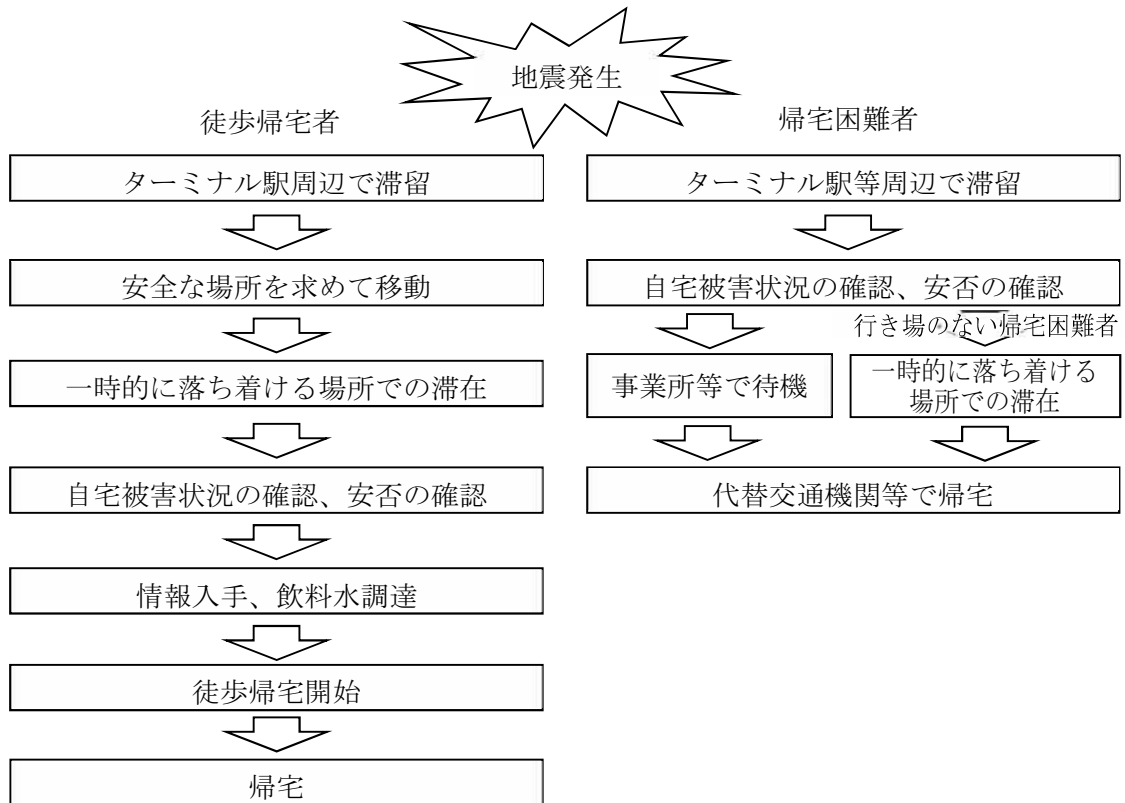 地震発生
徒歩帰宅者
ターミナル駅周辺で滞留
安全な場所を求めて移動
一時的に落ち着ける場所での滞在
自宅被害状況の確認、安否の確認
情報入手、飲料水調達
徒歩帰宅開始
帰宅
帰宅困難者
ターミナル駅等周辺で滞留
自宅被害状況の確認、安否の確認
行き場のない帰宅困難者
事業所等で待機
一時的に落ち着ける
場所での滞在
代替交通機関等で帰宅